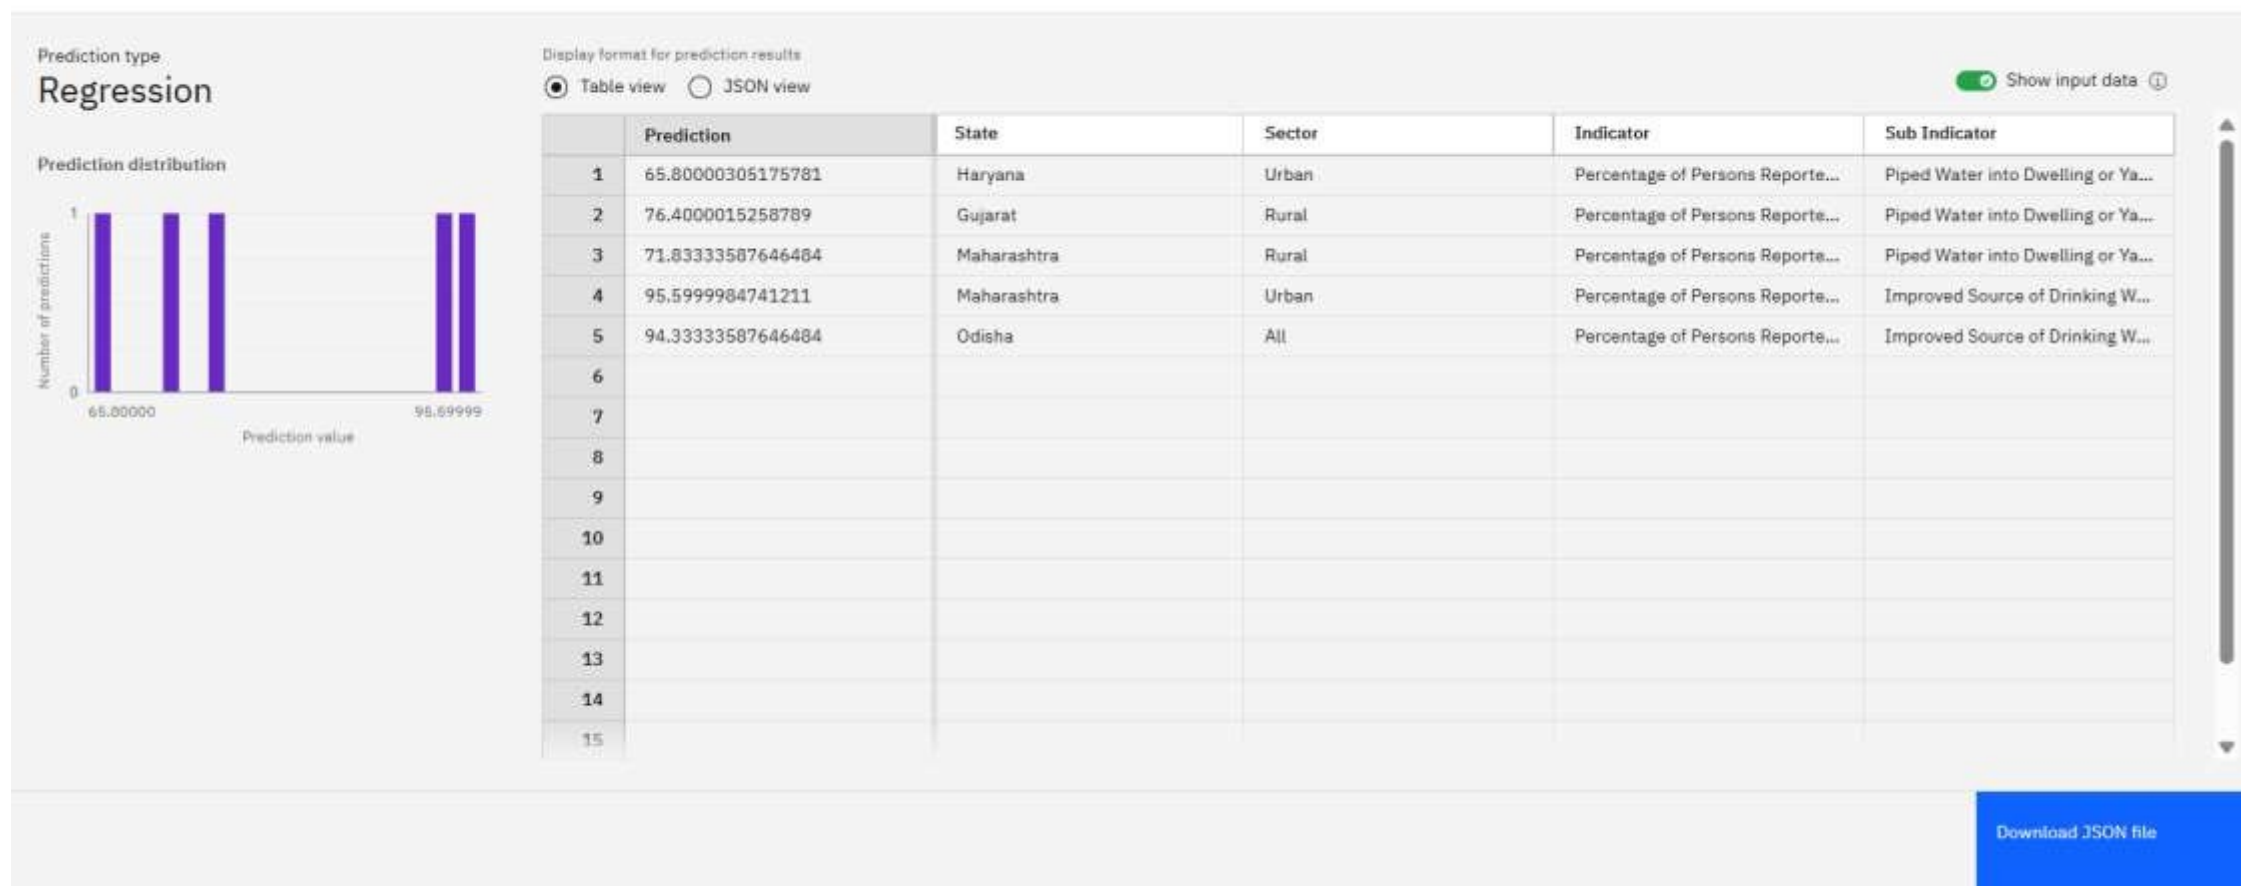 Prediction type
Regression
Prediction distribution
1
Number of predictions
0
65.80000
Prediction value
Display format for prediction results
Table view JSON view
Show input data
Prediction State Sector Indicator Sub Indicator
1 65.80000305175781 Haryana Urban Percentage of Persons Reporte... Piped Water into Dwelling or Ya...
2 76.4000015258789 Gujarat Rural Percentage of Persons Reporte... Piped Water into Dwelling or Ya...
3 71.83333587646484 Maharashtra Rural Percentage of Persons Reporte... Piped Water into Dwelling or Ya...
4 95.5999984741211 Maharashtra Urban Percentage of Persons Reporte... Improved Source of Drinking W...
5 94.33333587646484 Odisha All Percentage of Persons Reporte... Improved Source of Drinking W...
6
7
8
9
10
11
12
13
14
15
Download JSON file